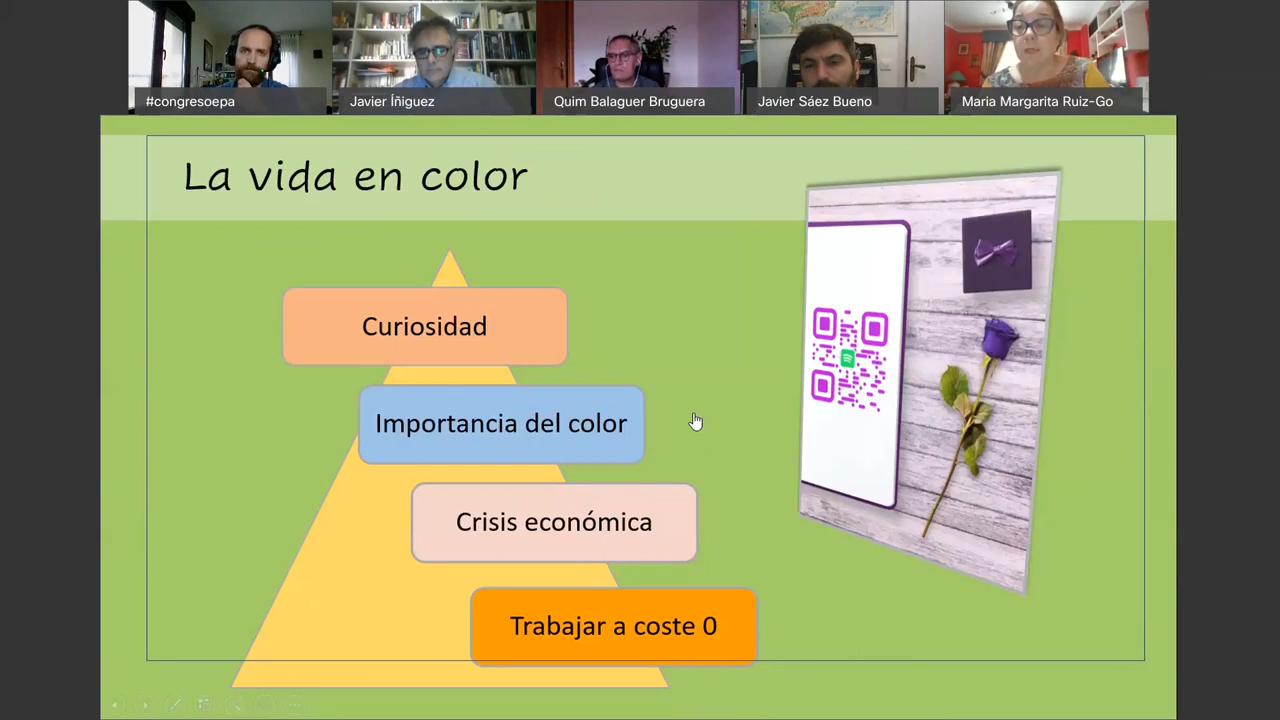 #congresoepa
Javier Íñiguez
Quim Balaguer Bruguera
Javier Sáez Bueno
Maria Margarita Ruiz-Go
La vida en color
Curiosidad
Importancia del color
Crisis económica
Trabajar a coste 0